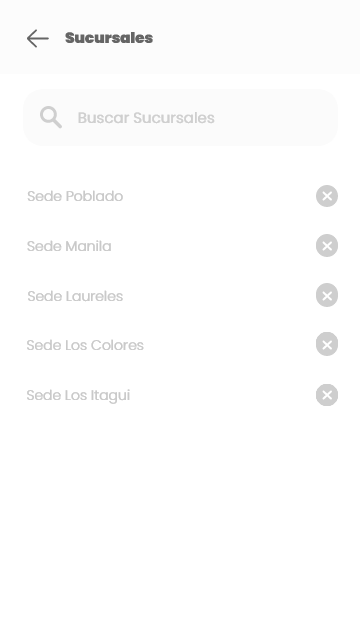 Sucursales
Buscar Sucursales
Sede Poblado
Sede Manila
Sede Laureles
Sede Los Colores
Sede Los Itagui